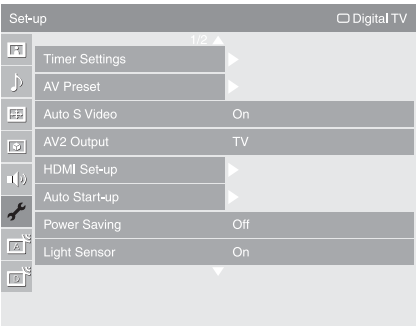 Set-up Digital TV
1/2
Timer Settings
AV Preset
Auto S Video On
AV2 Output TV
HDMI Set-up
Auto Start-up
Power Saving Off
A
Light Sensor On
D